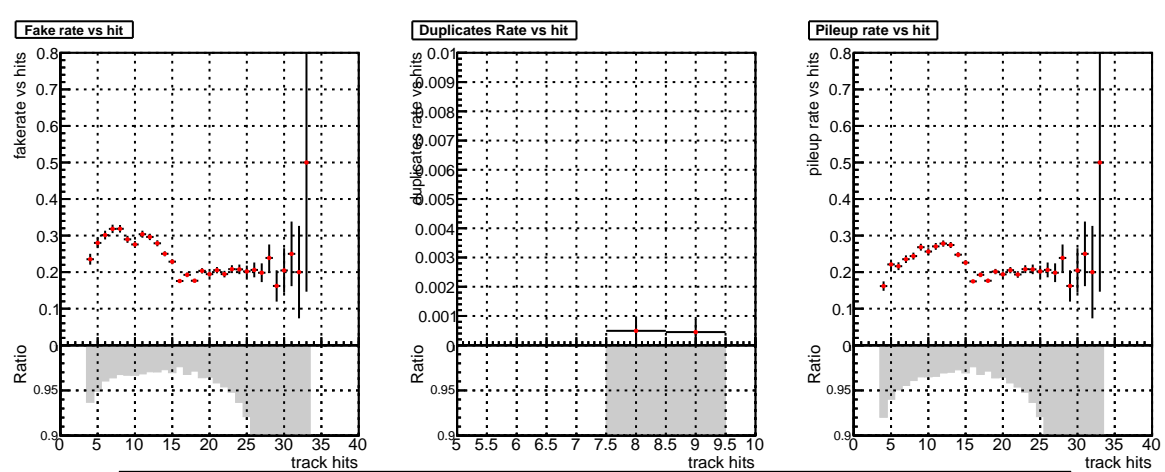 Fake rate vs hit
fakerate vs hits
0.8
0.7
0.6
0.5
0.4
0.3
0.2
0.1
0
Ratio
0.95
0.9
0 5 10 15 20 25 30 35 40
track hits
Duplicates Rate vs hit
duplicates rate vs hits
0.01
0.009
0.008
0.007
0.006
0.005
0.004
0.003
0.002
0.001
0
Ratio
0.95
0.9
5 5.5 6 6.5 7 7.5 8 8.5 9 9.5 10
track hits
Pileup rate vs hit
pileup rate vs hits
0.8
0.7
0.6
0.5
0.4
0.3
0.2
0.1
0
Ratio
0.95
0.9
0 5 10 15 20 25 30 35 40
track hits